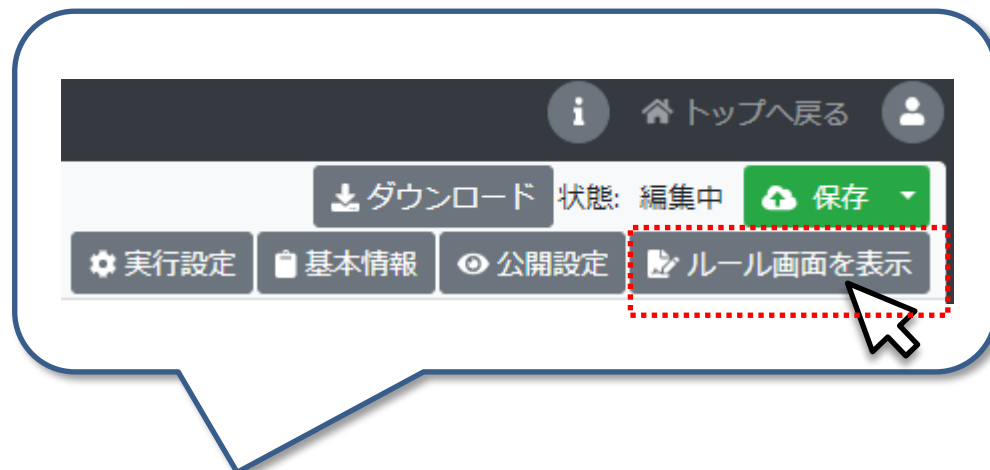 トップへ戻る
ダウンロード 状態: 編集中 保存
実行設定 基本情報 公開設定 ルール画面を表示